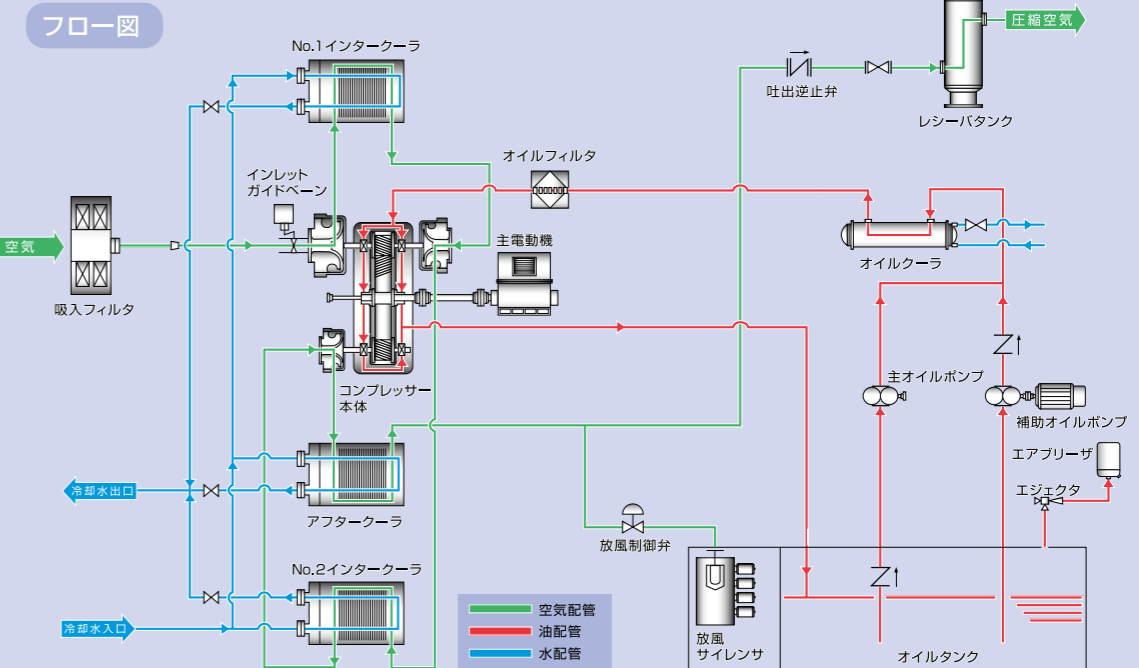 フロー図
No.1インタークーラ
吐出逆止弁
圧縮空気
レシーバタンク
オイルフィルタ
インレット
ガイドベーン
空気
吸入フィルタ
主電動機
オイルクーラ
コンプレッサー
本体
主オイルポンプ
補助オイルポンプ
エアブリーザ
エジェクタ
冷却水出口
アフタークーラ
放風制御弁
No.2インタークーラ
冷却水入口
空気配管
油配管
水配管
放風
サイレンサ
オイルタンク